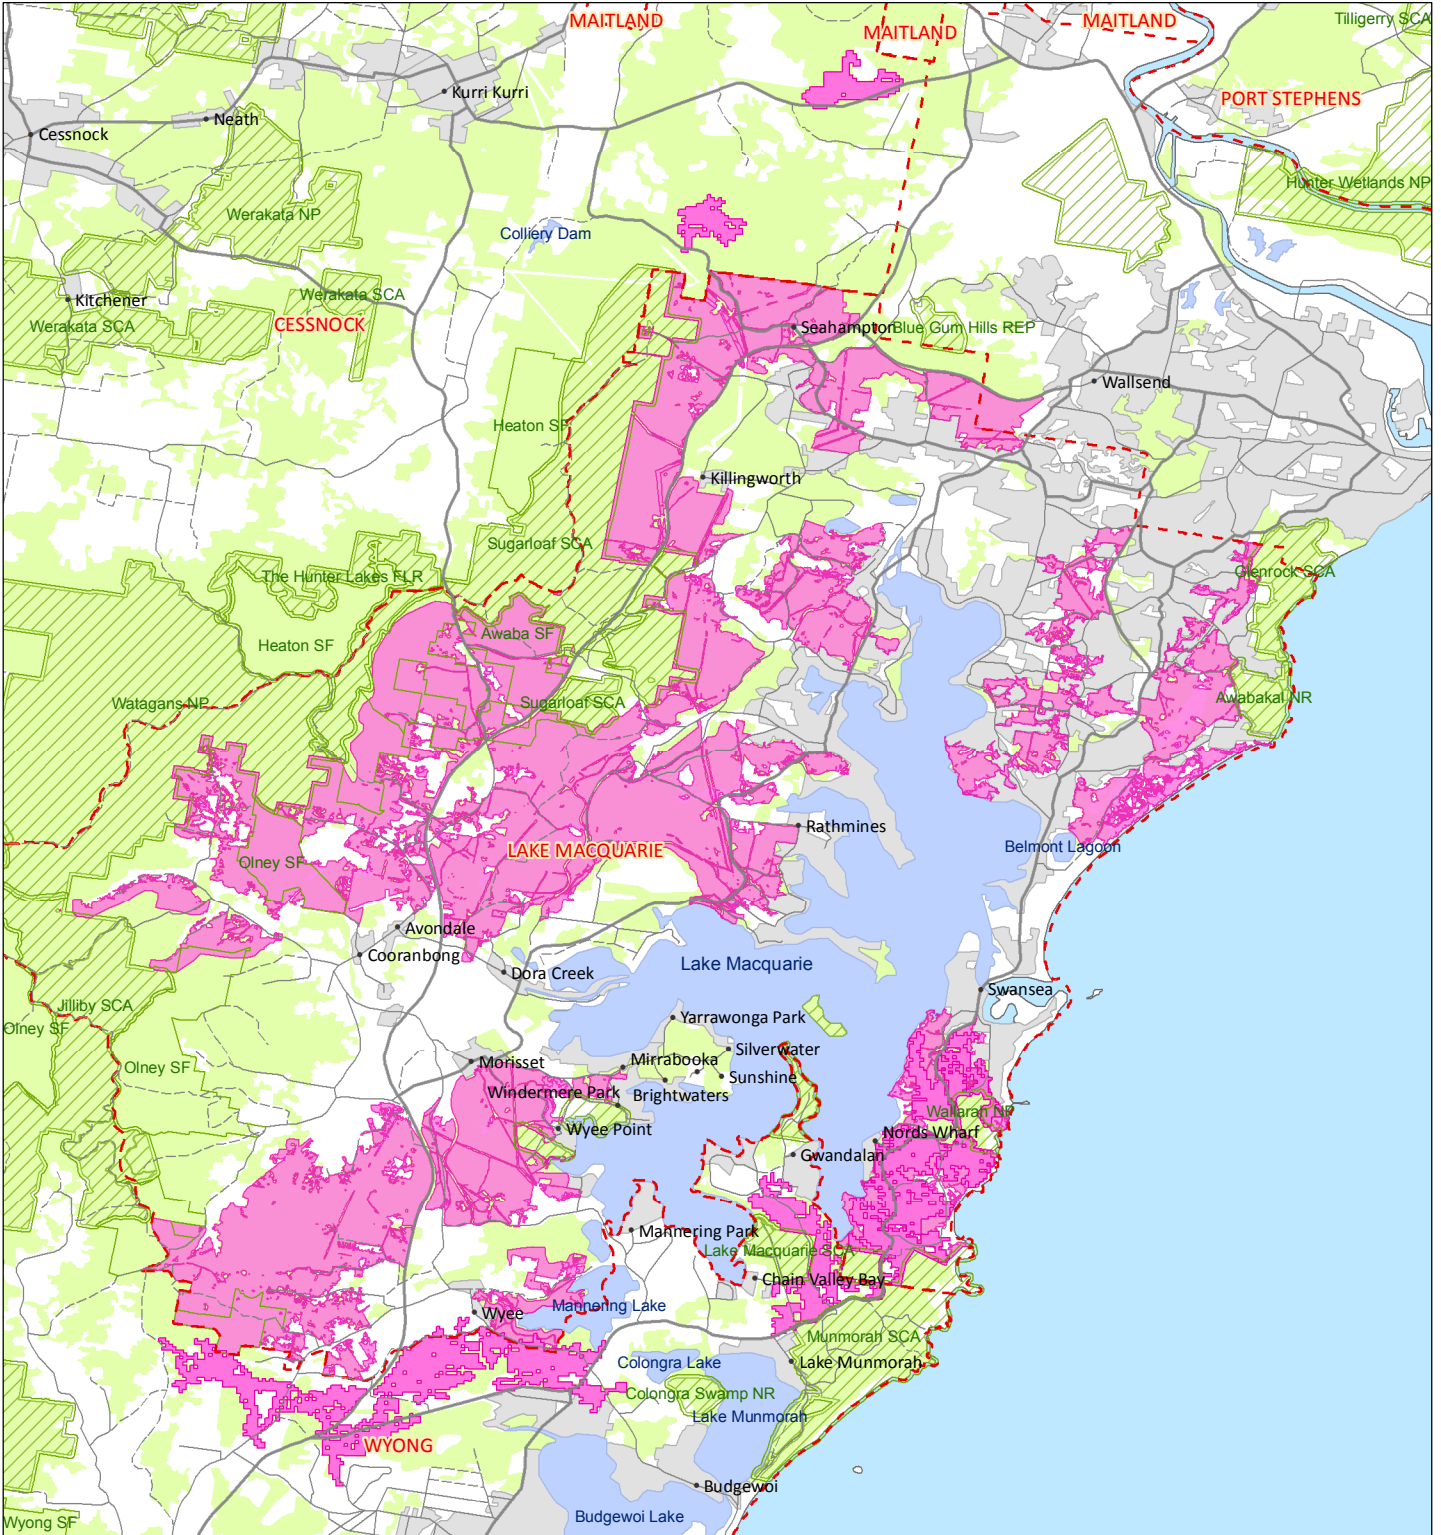 MAITLAND
MAITLAND
MAITLAND
Tilligerry SCA
Kurri Kurri
PORT STEPHENS
Neath
Cessnock
Hunter Wetlands NP
Werakata NP
Colliery Dam
Kitchener
Werakata SCA
Werakata SCA
CESSNOCK
Seahampton
Blue Gum Hills REP
Wallsend
Heaton SF
Killingworth
Sugarloaf SCA
The Hunter Lakes FLR
Glenrock SCA
Heaton SF
Awaba SF
Watagans NP
Sugarloaf SCA
Awabakal NR
Rathmines
LAKE MACQUARIE
Belmont Lagoon
Olney SF
Avondale
Cooranbong
Lake Macquarie
Dora Creek
Swansea
Jilliby SCA
Olney SF
Yarrawonga Park
Silverwater
Mirrabooka
Morisset
Olney SF
Sunshine
Windermere Park
Brightwaters
Wallarah NP
Wyee Point
Nords Wharf
Gwandalan
Mannering Park
Lake Macquarie SCA
Chain Valley Bay
Mannering Lake
Wyee
Munmorah SCA
Colongra Lake
Lake Munmorah
Colongra Swamp NR
Lake Munmorah
WYONG
Budgewoi
Budgewoi Lake
Wyong SF